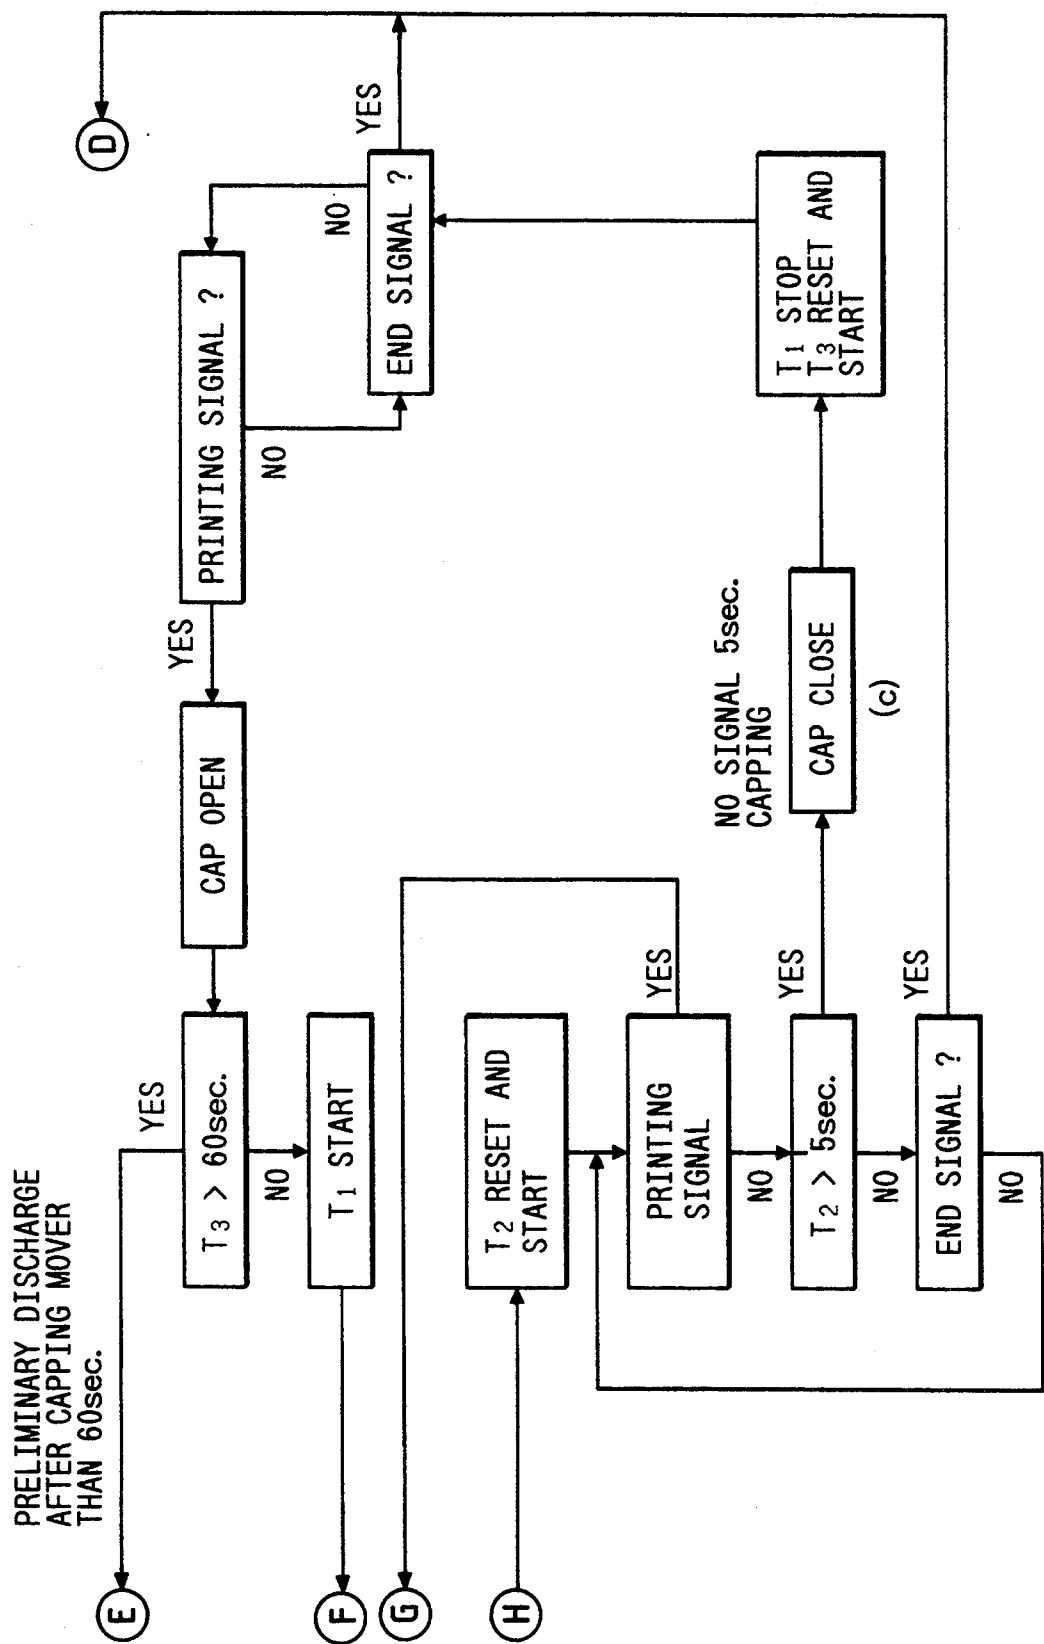 PRELIMINARY DISCHARGE
AFTER CAPPING MOVER
THAN 60sec.
E
YES
T3 > 60sec.
NO
CAP OPEN
YES
PRINTING SIGNAL ?
NO
D
F
T1 START
NO
END SIGNAL ?
YES
G
H
T2 RESET AND
START
PRINTING
SIGNAL
YES
NO
T2 > 5sec.
YES
NO
NO SIGNAL 5sec.
CAPPING
CAP CLOSE
(c)
T1 STOP
T3 RESET AND
START
END SIGNAL ?
YES
NO